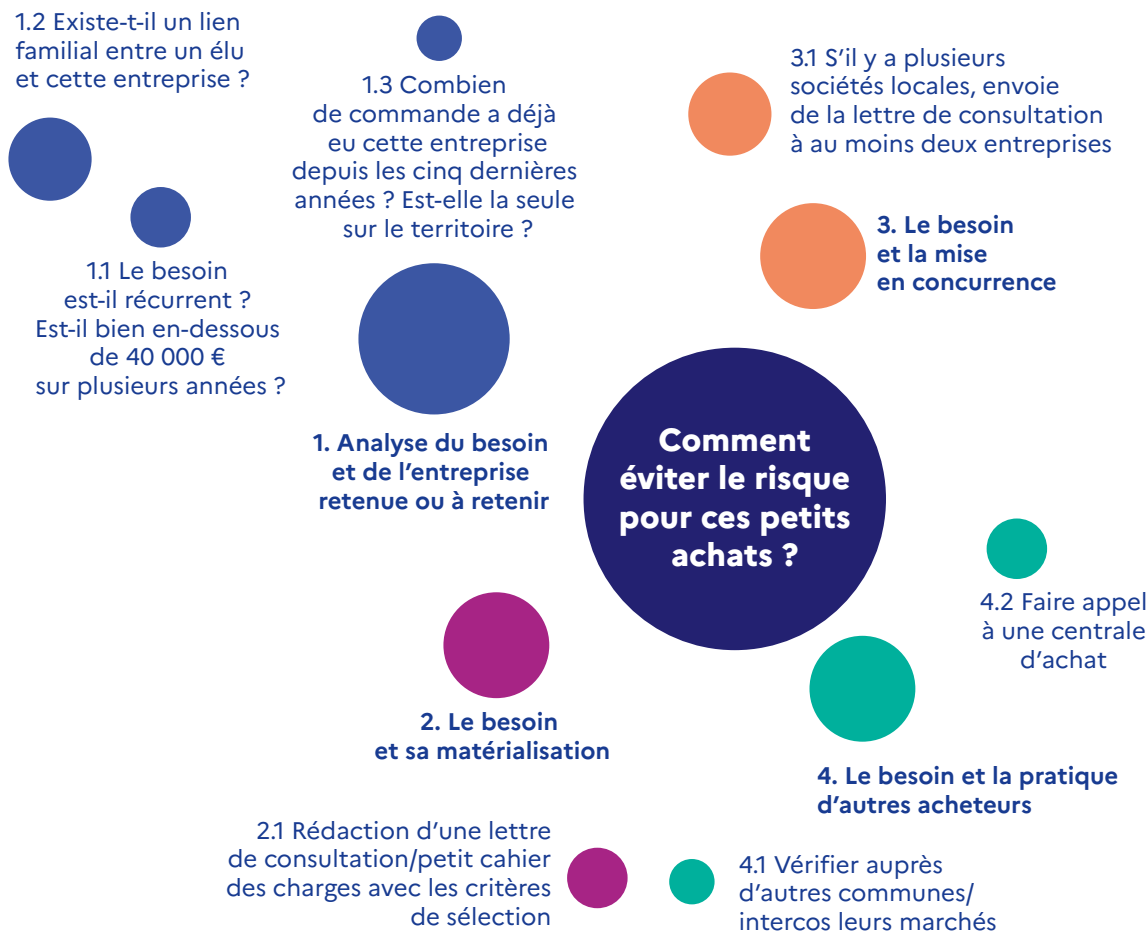 Comment
éviter le risque
pour ces petits
achats ?
1. Analyse du besoin
et de l’entreprise
retenue ou à retenir
1.1 Le besoin
est-il récurrent ?
Est-il bien en-dessous
de 40 000 €
sur plusieurs années ?
1.2 Existe-t-il un lien
familial entre un élu
et cette entreprise ?
1.3 Combien
de commande a déjà
eu cette entreprise
depuis les cinq dernières
années ? Est-elle la seule
sur le territoire ?
2. Le besoin
et sa matérialisation
2.1 Rédaction d’une lettre
de consultation/petit cahier
des charges avec les critères
de sélection
3. Le besoin
et la mise
en concurrence
3.1 S’il y a plusieurs
sociétés locales, envoie
de la lettre de consultation
à au moins deux entreprises
4. Le besoin et la pratique
d’autres acheteurs
4.1 Vérifier auprès
d’autres communes/
intercos leurs marchés
4.2 Faire appel
à une centrale
d’achat